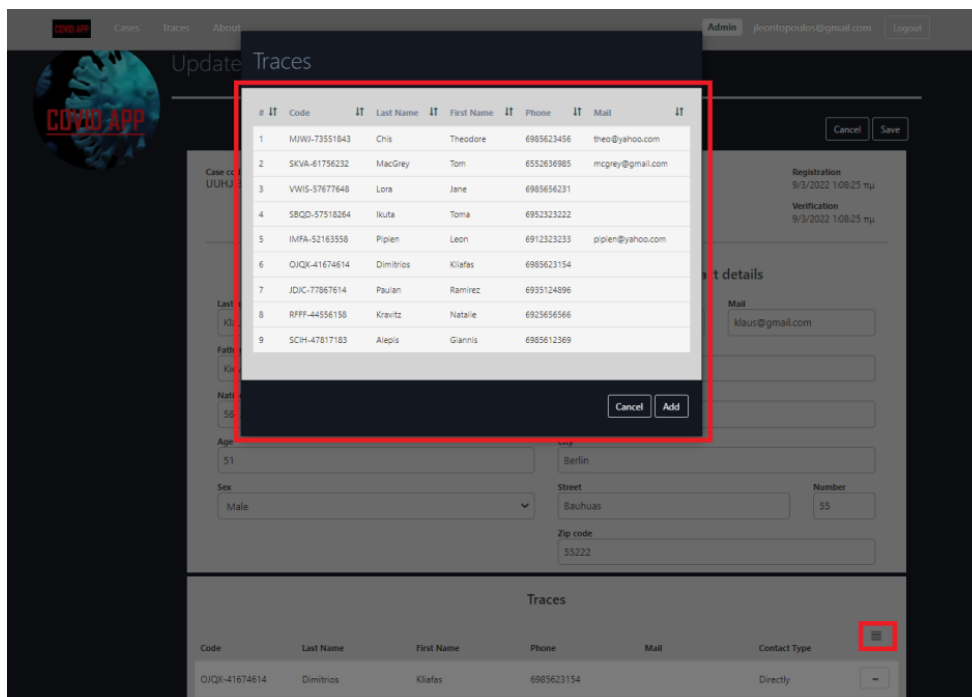 COVID APP Cases Traces About Admin jleontopoulos@gmail.com Logout
Update
Traces
COVID APP
Cancel Save
# Code Last Name First Name Phone Mail
1 MJWJ-73551843 Chis Theodore 6985623456 theo@yahoo.com
2 SKVA-61756232 MacGrey Tom 6552636985 mcgrey@gmail.com
3 VWIS-57677648 Lora Jane 6985656231
4 SBQD-57518264 Ikuta Toma 6952323222
5 IMFA-52163558 Pipien Leon 6912323233 pipien@yahoo.com
6 OJQX-41674614 Dimitrios Kliafas 6985623154
7 JDJC-77867614 Paulan Ramirez 6935124896
8 RFFF-44556158 Kravitz Natalie 6925656566
9 SCIH-47817183 Alepis Giannis 6985612369
Cancel Add
Case
UUHJ
Registration
9/3/2022 1:08:25 πμ
Verification
9/3/2022 1:08:25 πμ
details
Last
Mail
klaus@gmail.com
Age
51
City
Berlin
Sex
Male
Street
Bauhuas
Number
55
Zip code
55222
Traces
Code Last Name First Name Phone Mail Contact Type
OJQX-41674614 Dimitrios Kliafas 6985623154 Directly −